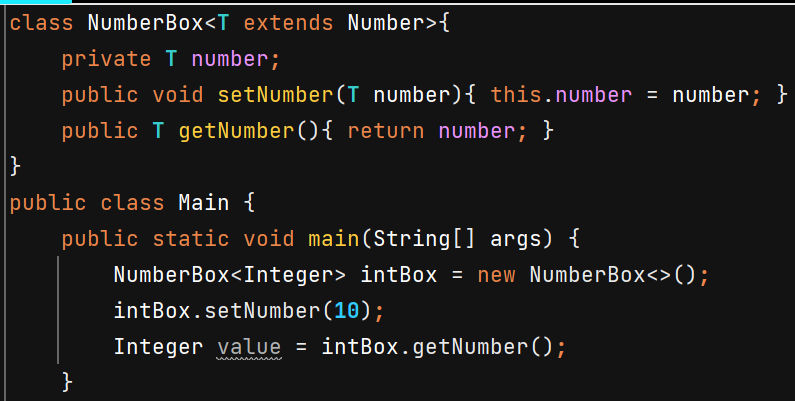 class NumberBox<T extends Number>{
    private T number;
    public void setNumber(T number){ this.number = number; }
    public T getNumber(){ return number; }
}
public class Main {
    public static void main(String[] args) {
        NumberBox<Integer> intBox = new NumberBox<>();
        intBox.setNumber(10);
        Integer value = intBox.getNumber();
    }